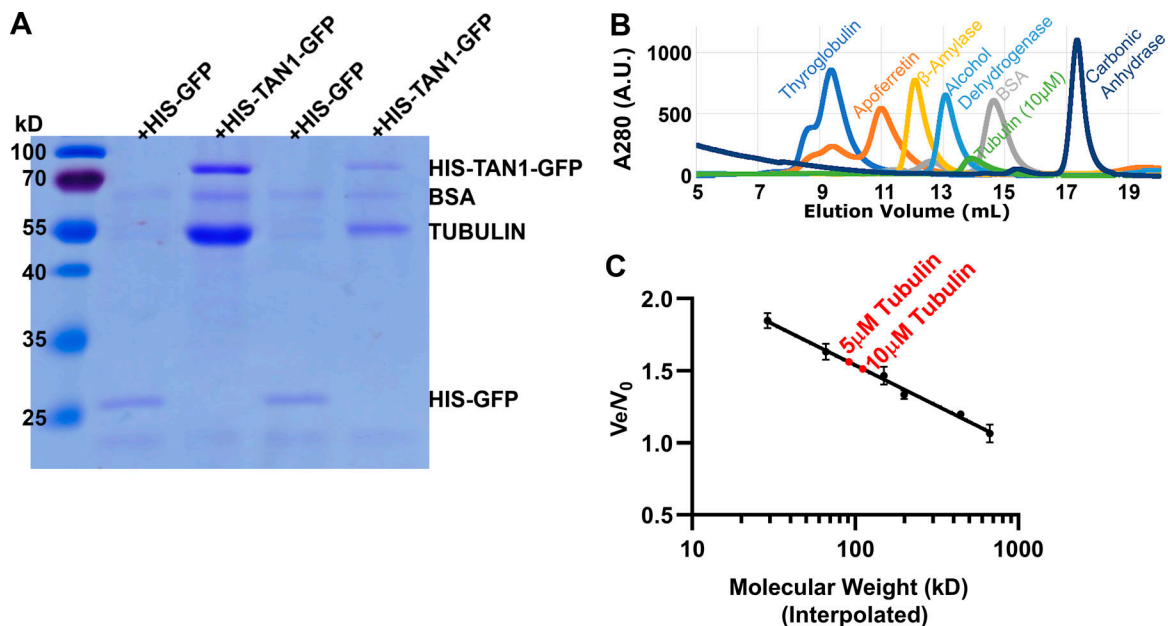 A
+HIS-GFP
+HIS-TAN1-GFP
+HIS-GFP
+HIS-TAN1-GFP
kD
100
70
55
40
35
25
HIS-TAN1-GFP
BSA
TUBULIN
HIS-GFP
B
A280 (A.U.)
1000
500
0
Thyroglobulin
Apoferretin
β-Amylase
Alcohol
Dehydrogenase
BSA
Tubulin (10μM)
Carbonic
Anhydrase
5 7 9 11 13 15 17 19
Elution Volume (mL)
C
5μM Tubulin
10μM Tubulin
Ve/V0
2.0
1.5
1.0
0.5
10 100 1000
Molecular Weight (kD)
(Interpolated)